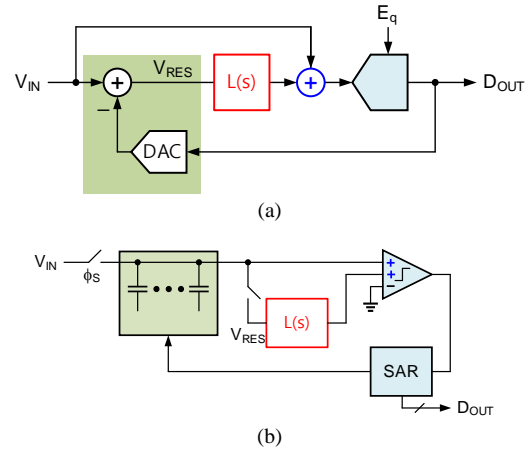 E_q
V_IN
V_RES
L(s)
D_OUT
+
+
−
DAC
(a)
V_IN
ϕ_S
+
+
−
V_RES
L(s)
SAR
D_OUT
(b)